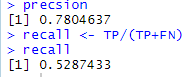 > precsion
[1] 0.7804637
> recall <- TP/(TP+FN)
> recall
[1] 0.5287433